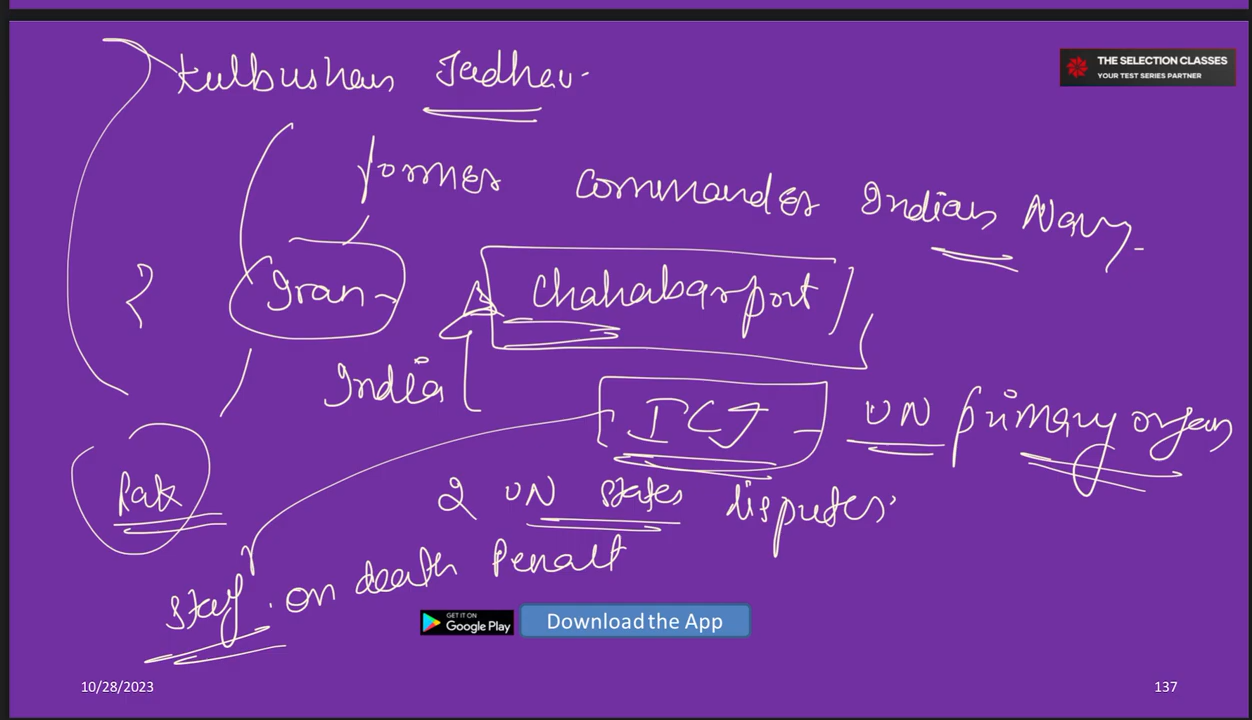 Kulbushan Jadhav.
THE SELECTION CLASSES
YOUR TEST SERIES PARTNER
former commander Indian Navy.
Iran Chahabarport
India
ICJ UN primary organ
Pak
2 UN states disputes
Stay. on death Penalt
GET IT ON
Google Play
Download the App
10/28/2023
137